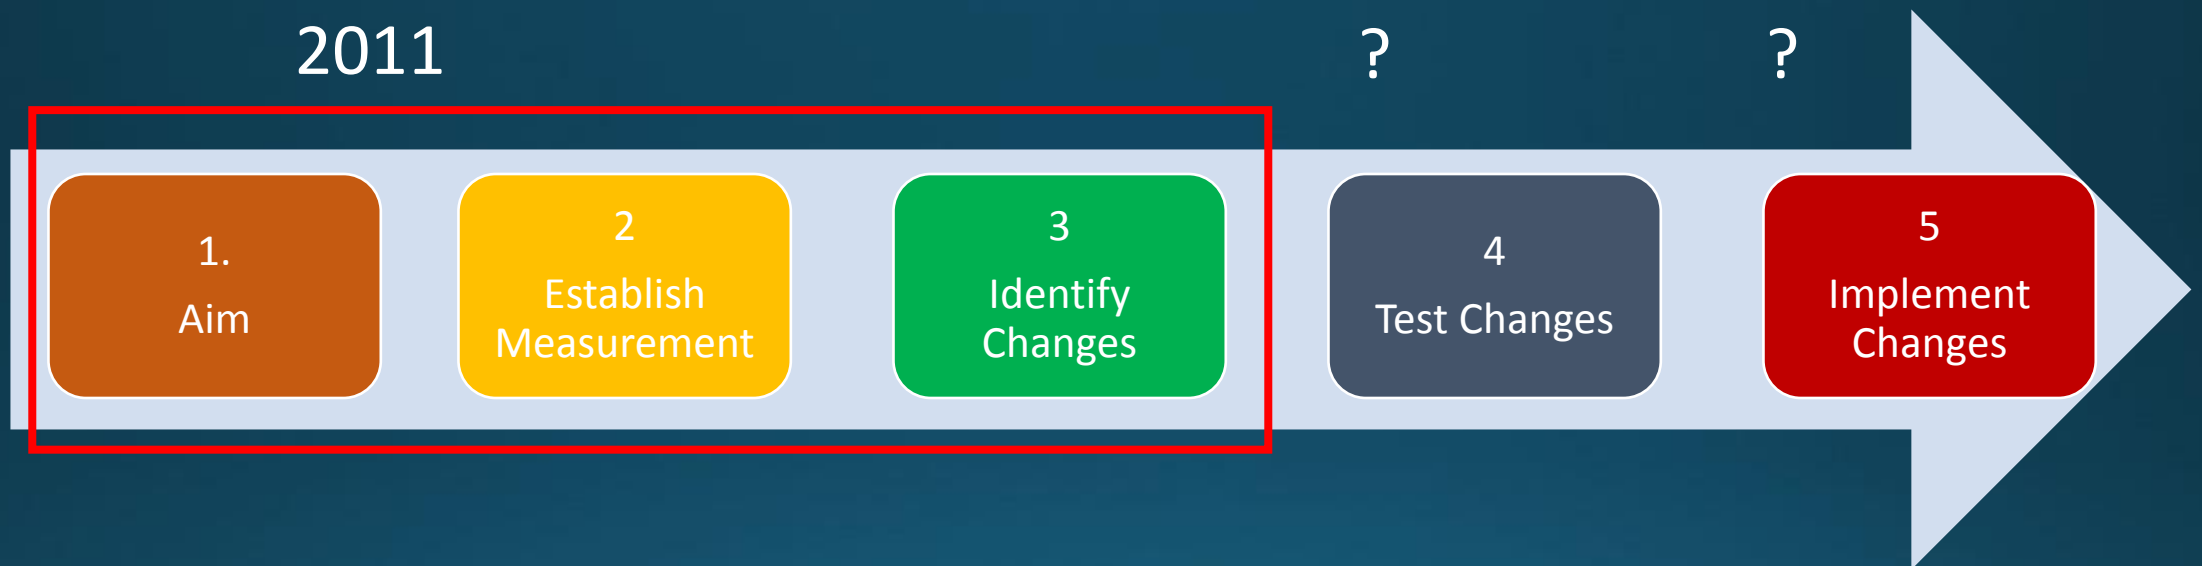 2011
?
?
1.
Aim
2
Establish
Measurement
3
Identify
Changes
4
Test Changes
5
Implement
Changes